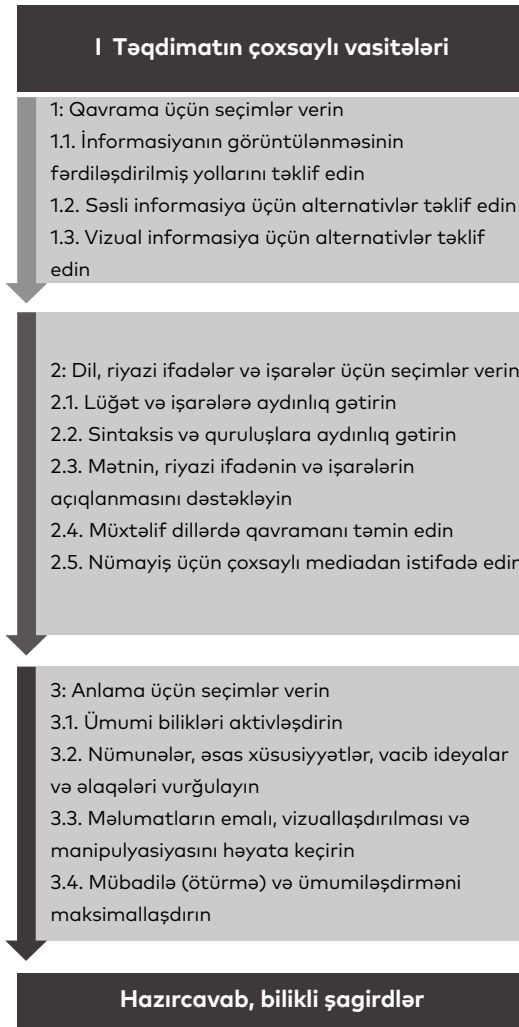 I Təqdimatın çoxsaylı vasitələri
1: Qavrama üçün seçimlər verin
1.1. İnformasiyanın görüntülənməsinin
fərdiləşdirilmiş yollarını təklif edin
1.2. Səsli informasiya üçün alternativlər təklif edin
1.3. Vizual informasiya üçün alternativlər təklif
edin
2: Dil, riyazi ifadələr və işarələr üçün seçimlər verin
2.1. Lüğət və işarələrə aydınlıq gətirin
2.2. Sintaksis və quruluşlara aydınlıq gətirin
2.3. Mətnin, riyazi ifadənin və işarələrin
açıqlanmasını dəstəkləyin
2.4. Müxtəlif dillərdə qavramanı təmin edin
2.5. Nümayiş üçün çoxsaylı mediadan istifadə edin
3: Anlama üçün seçimlər verin
3.1. Ümumi bilikləri aktivləşdirin
3.2. Nümunələr, əsas xüsusiyyətlər, vacib ideyalar
və əlaqələri vurğulayın
3.3. Məlumatların emalı, vizuallaşdırılması və
manipulyasiyasını həyata keçirin
3.4. Mübadilə (ötürmə) və ümumiləşdirməni
maksimallaşdırın
Hazırcavab, bilikli şagirdlər